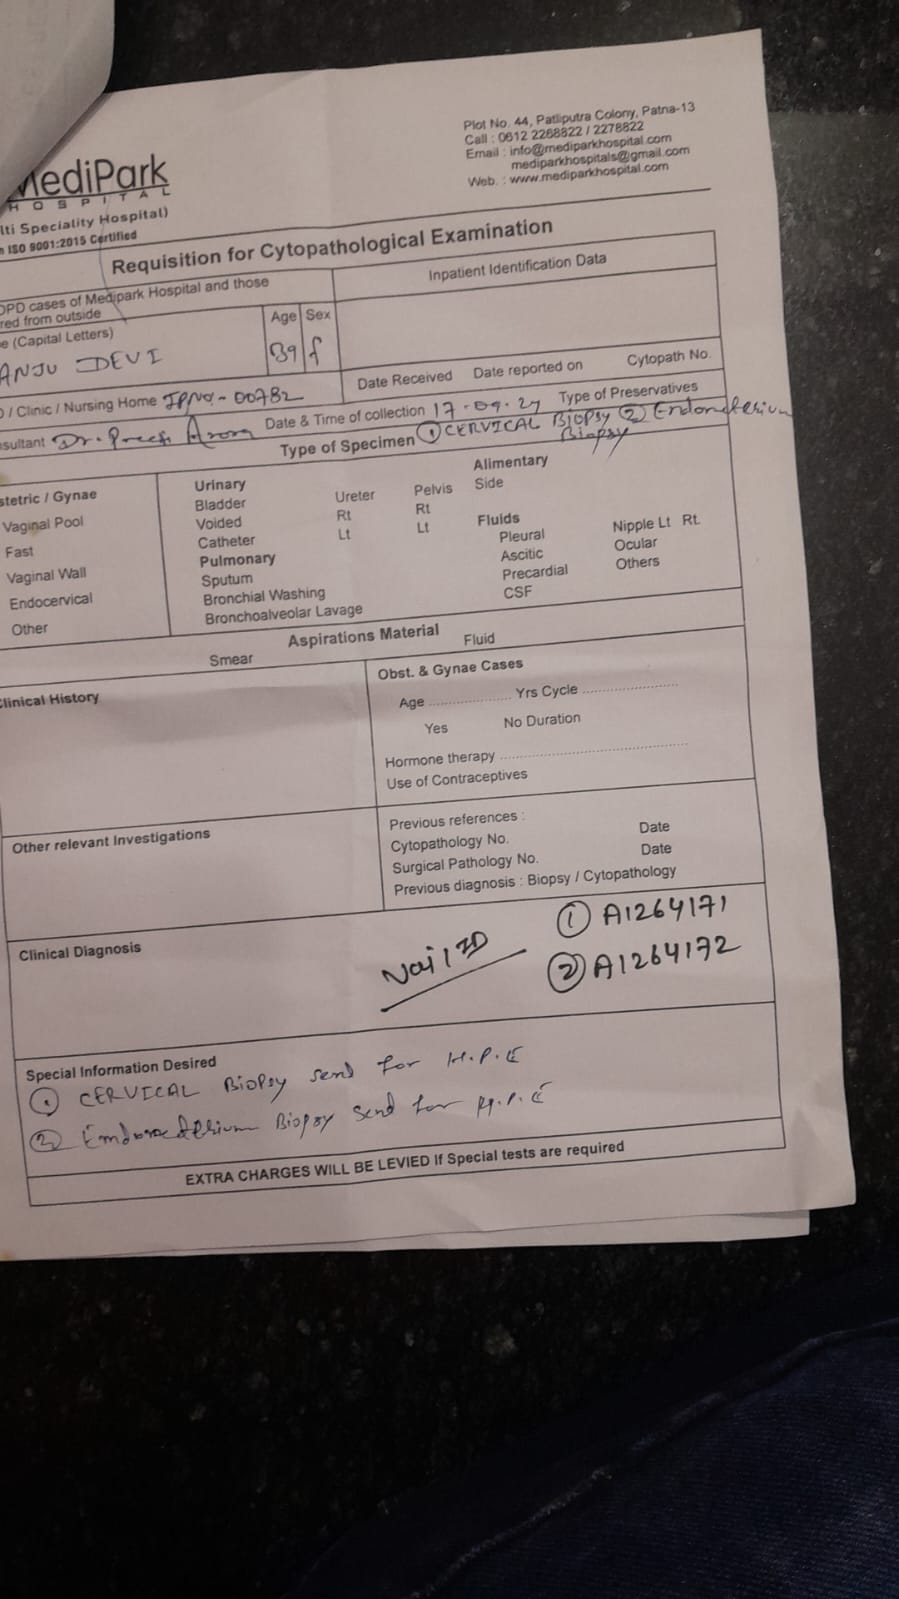 Plot No. 44, Patliputra Colony, Patna-13
Call : 0612 2268822 / 2278822
Email : info@mediparkhospital.com
mediparkhospitals@gmail.com
Web. : www.mediparkhospital.com
MediPark
HOSPITAL
lti Speciality Hospital)
n ISO 9001:2015 Certified
Requisition for Cytopathological Examination
OPD cases of Medipark Hospital and those
red from outside
Inpatient Identification Data
e (Capital Letters)
Age Sex
ANJU DEVI
39 f
/ Clinic / Nursing Home IPNO.- 00782
Date Received Date reported on Cytopath No.
sultant Dr. Date & Time of collection 17-09- Type of Preservatives
Type of Specimen ① CERVICAL Biopsy ② Endometerium
Biopsy
stetric / Gynae
Vaginal Pool
Fast
Vaginal Wall
Endocervical
Other
Urinary
Bladder Ureter Pelvis
Voided Rt Rt
Catheter Lt Lt
Pulmonary
Sputum
Bronchial Washing
Bronchoalveolar Lavage
Alimentary
Side
Fluids
Pleural Nipple Lt Rt.
Ascitic Ocular
Precardial Others
CSF
Aspirations Material
Smear Fluid
Clinical History
Obst. & Gynae Cases
Age .................... Yrs Cycle .......................
Yes No Duration
Hormone therapy .............................................
Use of Contraceptives
Other relevant Investigations
Previous references :
Cytopathology No. Date
Surgical Pathology No. Date
Previous diagnosis : Biopsy / Cytopathology
Clinical Diagnosis
① A1264171
② A1264172
Special Information Desired
① CERVICAL Biopsy send for H.P.E
② Biopsy send for H.P.E
EXTRA CHARGES WILL BE LEVIED If Special tests are required